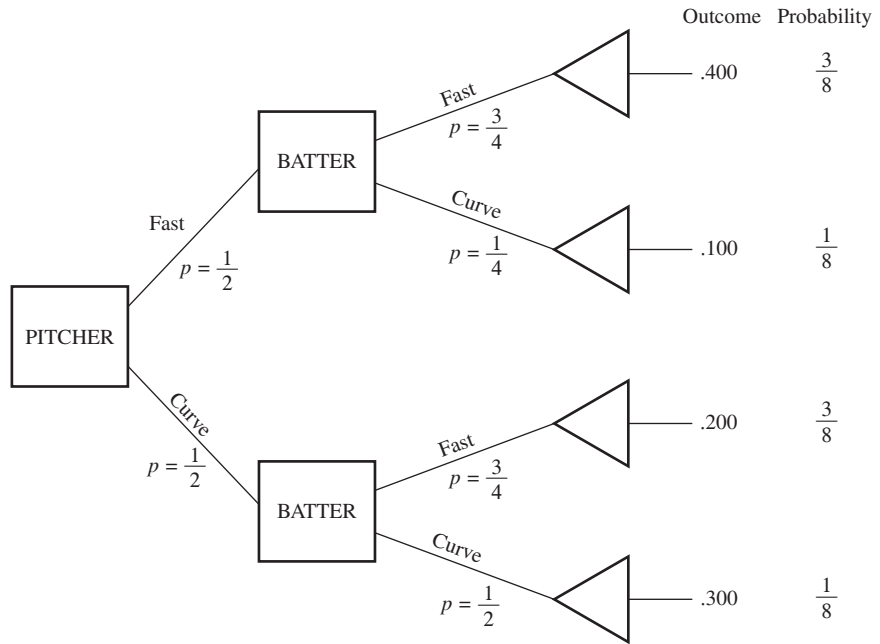 Outcome Probability
Fast
.400
3/8
p = 3/4
BATTER
Fast
Curve
p = 1/4
.100
1/8
p = 1/2
PITCHER
Curve
p = 1/2
Fast
.200
3/8
p = 3/4
BATTER
Curve
p = 1/2
.300
1/8